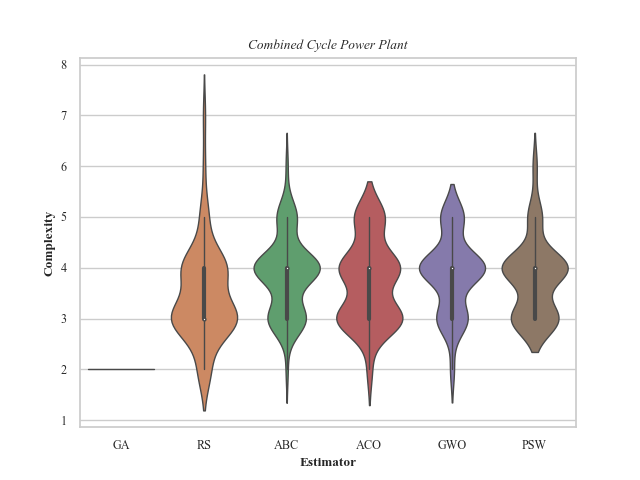 Combined Cycle Power Plant
8
7
6
5
4
3
2
1
Complexity
GA RS ABC ACO GWO PSW
Estimator